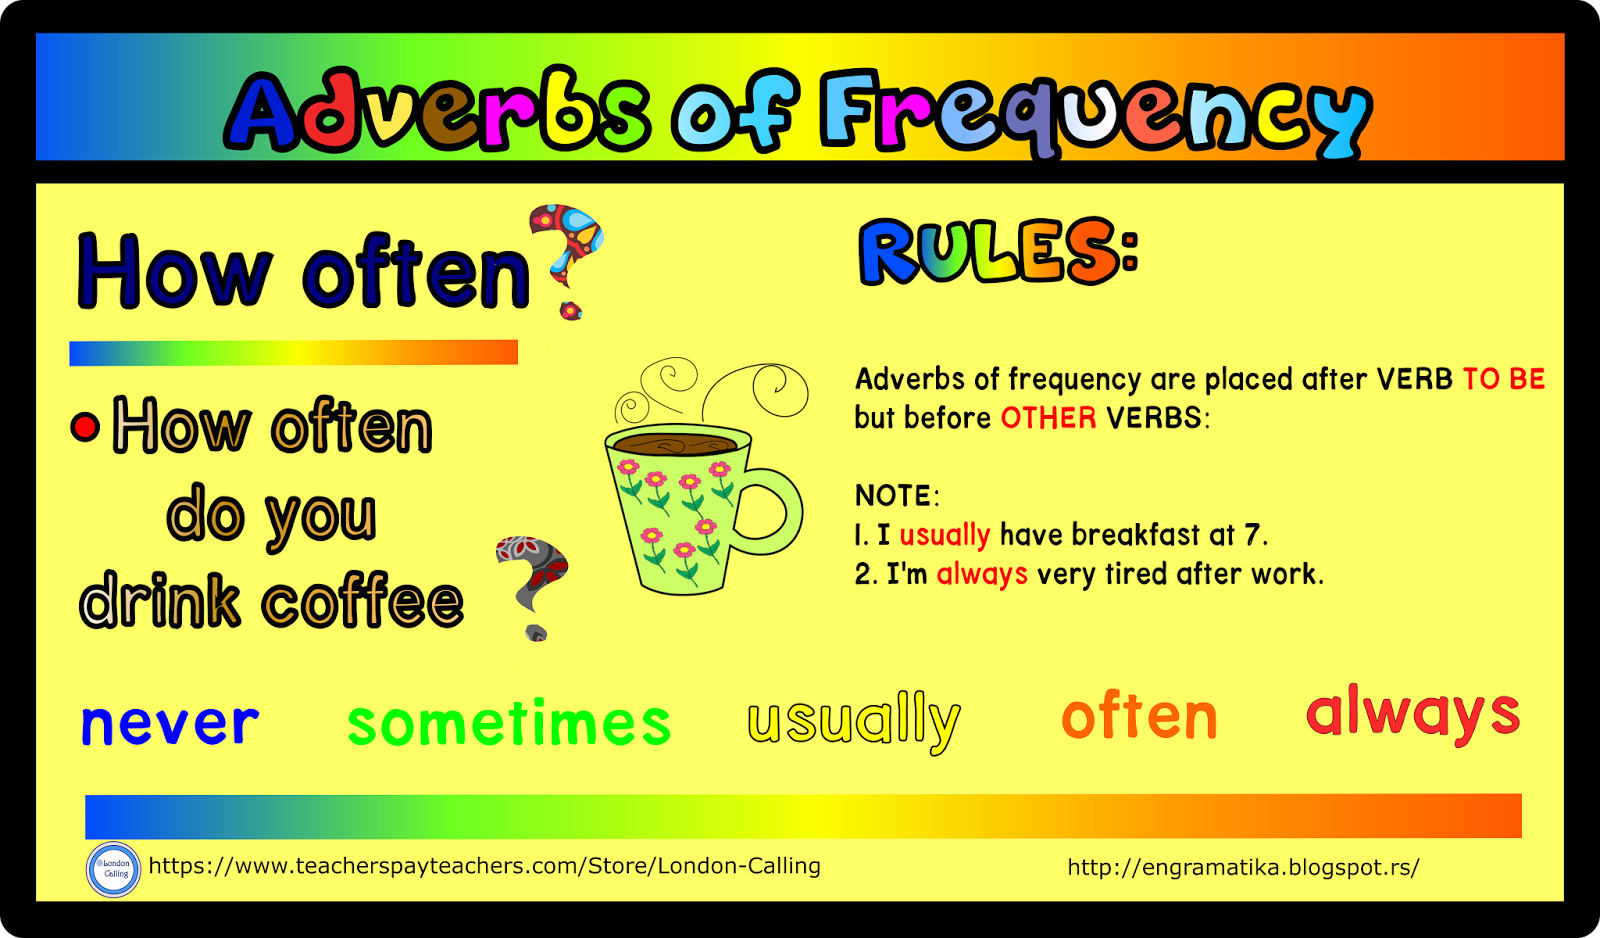 Adverbs of Frequency
How often?
• How often
do you
drink coffee ?
RULES:
Adverbs of frequency are placed after VERB TO BE
but before OTHER VERBS:
NOTE:
1. I usually have breakfast at 7.
2. I'm always very tired after work.
never sometimes usually often always
@London
Calling
https://www.teacherspayteachers.com/Store/London-Calling
http://engramatika.blogspot.rs/